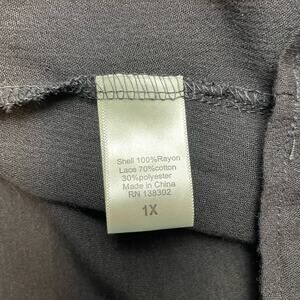 Shell 100%Rayon
Lace 70%cotton
30%polyester
Made in China
RN 138302
1X